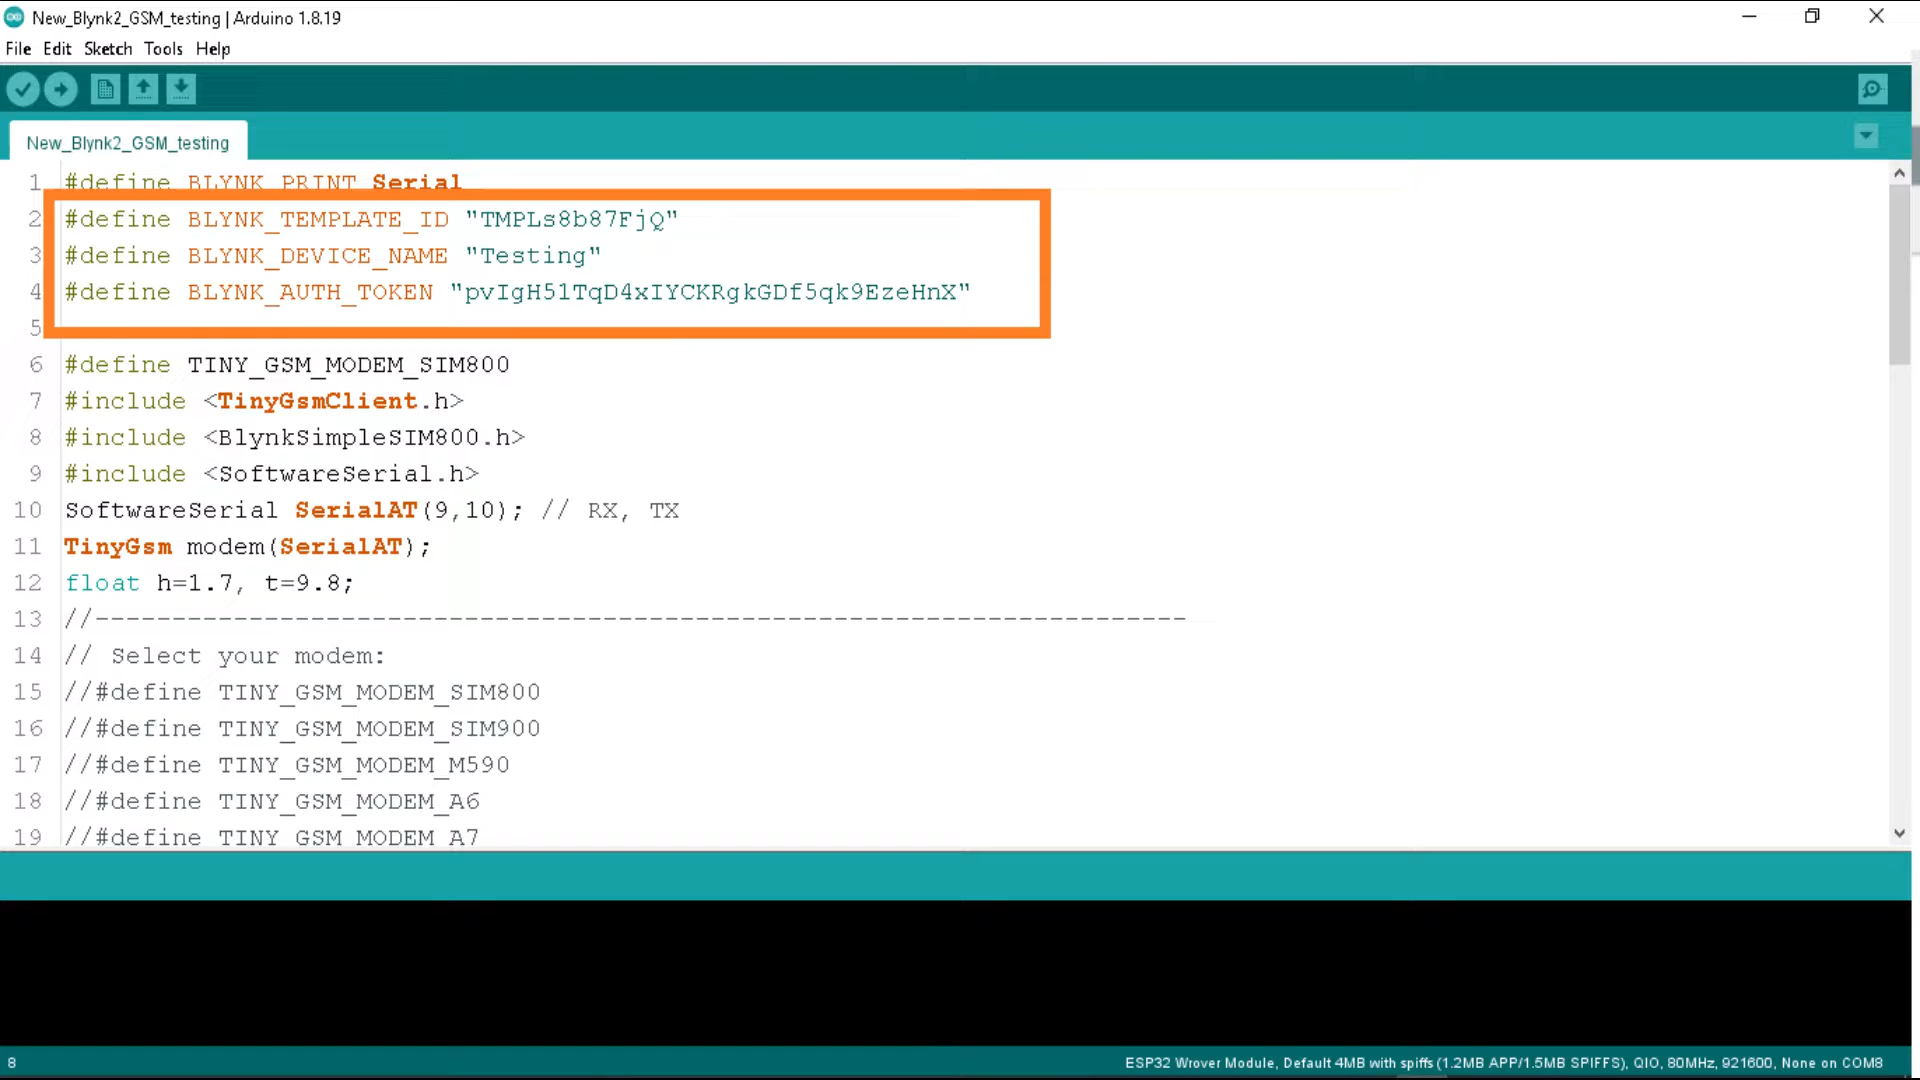 New_Blynk2_GSM_testing | Arduino 1.8.19
File Edit Sketch Tools Help
New_Blynk2_GSM_testing
1 #define BLYNK_PRINT Serial
2 #define BLYNK_TEMPLATE_ID "TMPLs8b87FjQ"
3 #define BLYNK_DEVICE_NAME "Testing"
4 #define BLYNK_AUTH_TOKEN "pvIgH51TqD4xIYCKRgkGDf5qk9EzeHnX"
5
6 #define TINY_GSM_MODEM_SIM800
7 #include <TinyGsmClient.h>
8 #include <BlynkSimpleSIM800.h>
9 #include <SoftwareSerial.h>
10 SoftwareSerial SerialAT(9,10); // RX, TX
11 TinyGsm modem(SerialAT);
12 float h=1.7, t=9.8;
13 //-----------------------------------------------------------------------
14 // Select your modem:
15 //#define TINY_GSM_MODEM_SIM800
16 //#define TINY_GSM_MODEM_SIM900
17 //#define TINY_GSM_MODEM_M590
18 //#define TINY_GSM_MODEM_A6
19 //#define TINY_GSM_MODEM_A7
8 ESP32 Wrover Module, Default 4MB with spiffs (1.2MB APP/1.5MB SPIFFS), QIO, 80MHz, 921600, None on COM8